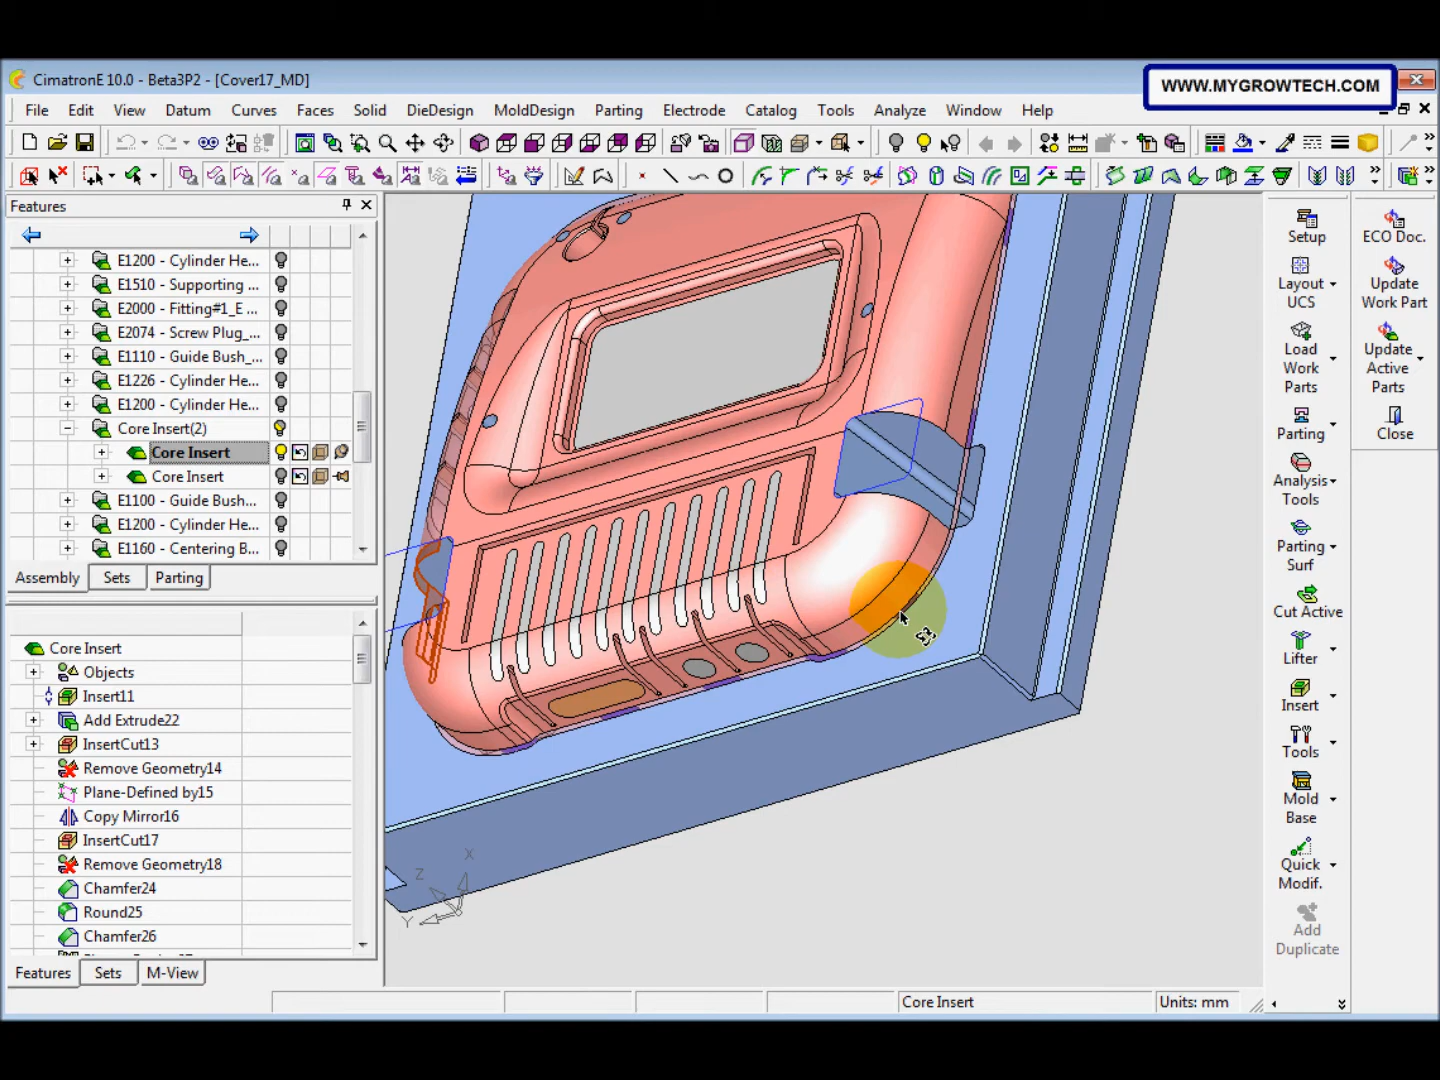 CimatronE 10.0 - Beta3P2 - [Cover17_MD]
WWW.MYGROWTECH.COM
File Edit View Datum Curves Faces Solid DieDesign MoldDesign Parting Electrode Catalog Tools Analyze Window Help
Features
E1200 - Cylinder He...
E1510 - Supporting ...
E2000 - Fitting#1_E ...
E2074 - Screw Plug_...
E1110 - Guide Bush_...
E1226 - Cylinder He...
E1200 - Cylinder He...
Core Insert(2)
Core Insert
Core Insert
E1100 - Guide Bush...
E1200 - Cylinder He...
E1160 - Centering B...
Assembly Sets Parting
Core Insert
Objects
Insert11
Add Extrude22
InsertCut13
Remove Geometry14
Plane-Defined by15
Copy Mirror16
InsertCut17
Remove Geometry18
Chamfer24
Round25
Chamfer26
Features Sets M-View
X
Z
Y
Setup
Layout
UCS
Load
Work
Parts
Parting
Analysis
Tools
Parting
Surf
Cut Active
Lifter
Insert
Tools
Mold
Base
Quick
Modif.
Add
Duplicate
ECO Doc.
Update
Work Part
Update
Active
Parts
Close
Core Insert
Units: mm